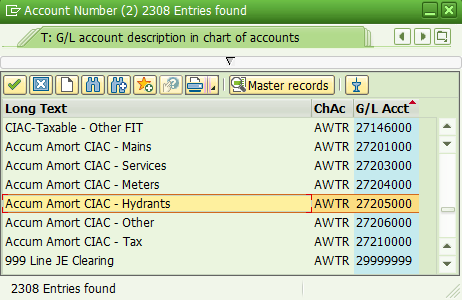 Account Number (2) 2308 Entries found
T: G/L account description in chart of accounts
Master records
Long Text ChAc G/L Acct
CIAC-Taxable - Other FIT AWTR 27146000
Accum Amort CIAC - Mains AWTR 27201000
Accum Amort CIAC - Services AWTR 27203000
Accum Amort CIAC - Meters AWTR 27204000
Accum Amort CIAC - Hydrants AWTR 27205000
Accum Amort CIAC - Other AWTR 27206000
Accum Amort CIAC - Tax AWTR 27210000
999 Line JE Clearing AWTR 29999999
2308 Entries found